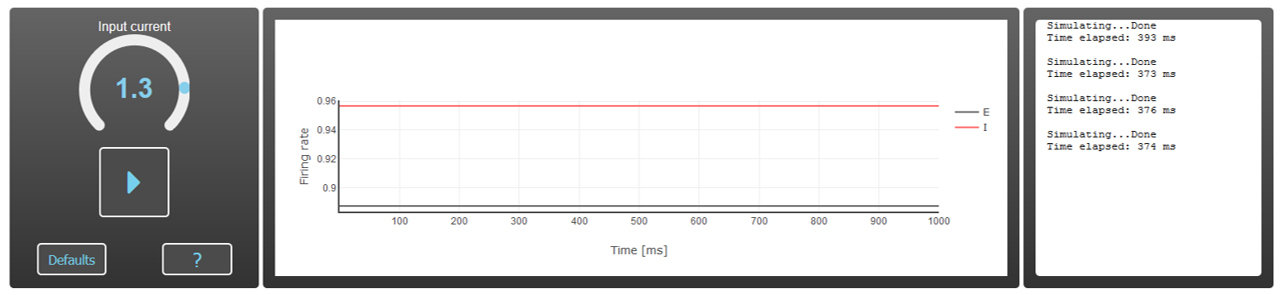 Input current
1.3
Defaults
?
0.96
0.94
0.92
0.9
Firing rate
100 200 300 400 500 600 700 800 900 1000
Time [ms]
E
I
Simulating...Done
Time elapsed: 393 ms
Simulating...Done
Time elapsed: 373 ms
Simulating...Done
Time elapsed: 376 ms
Simulating...Done
Time elapsed: 374 ms